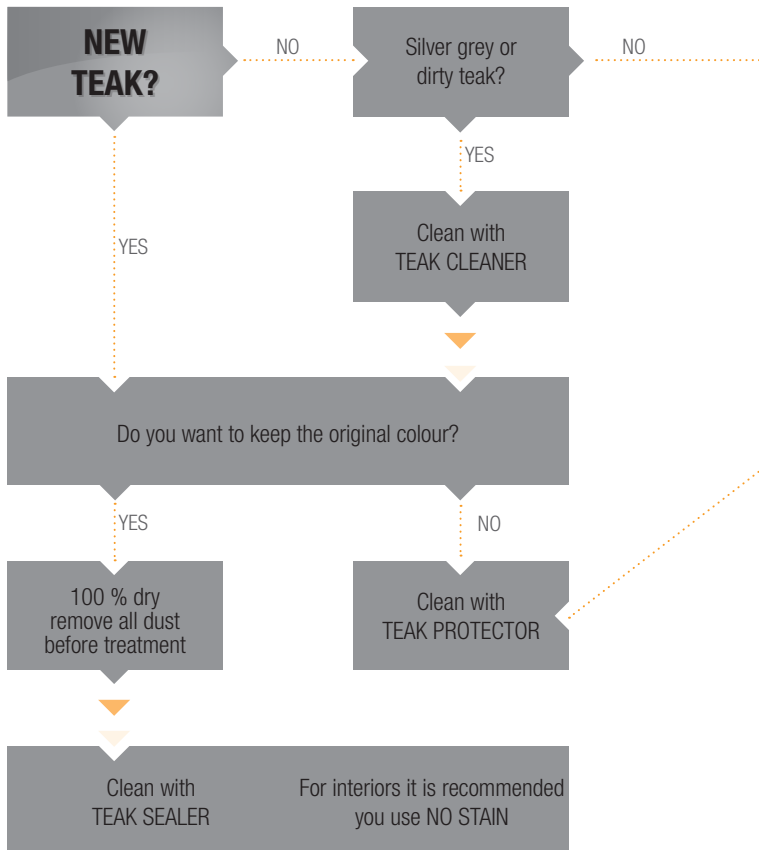 NEW
TEAK?
NO
Silver grey or
dirty teak?
NO
YES
YES
Clean with
TEAK CLEANER
Do you want to keep the original colour?
YES
NO
100 % dry
remove all dust
before treatment
Clean with
TEAK PROTECTOR
Clean with
TEAK SEALER
For interiors it is recommended
you use NO STAIN